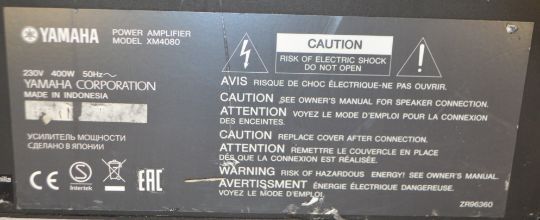 YAMAHA
POWER AMPLIFIER
MODEL XM4080
230V 400W 50Hz～
YAMAHA CORPORATION
MADE IN INDONESIA
УСИЛИТЕЛЬ МОЩНОСТИ
СДЕЛАНО В ЯПОНИИ
CE
S
Intertek
EAC
CAUTION
RISK OF ELECTRIC SHOCK
DO NOT OPEN
AVIS RISQUE DE CHOC ÉLECTRIQUE-NE PAS OUVRIR.
CAUTION SEE OWNER'S MANUAL FOR SPEAKER CONNECTION.
ATTENTION VOYEZ LE MODE D'EMPLOI POUR LA CONNEXION
DES ENCEINTES.
CAUTION REPLACE COVER AFTER CONNECTION.
ATTENTION REMETTRE LE COUVERCLE EN PLACE
DÈS QUE LA CONNEXION EST RÉALISÉE.
WARNING RISK OF HAZARDOUS ENERGY! SEE OWNER'S MANUAL.
AVERTISSEMENT ÉNERGIE ÉLECTRIQUE DANGEREUSE.
VOYEZ LE MODE D'EMPLOI.
ZR96360